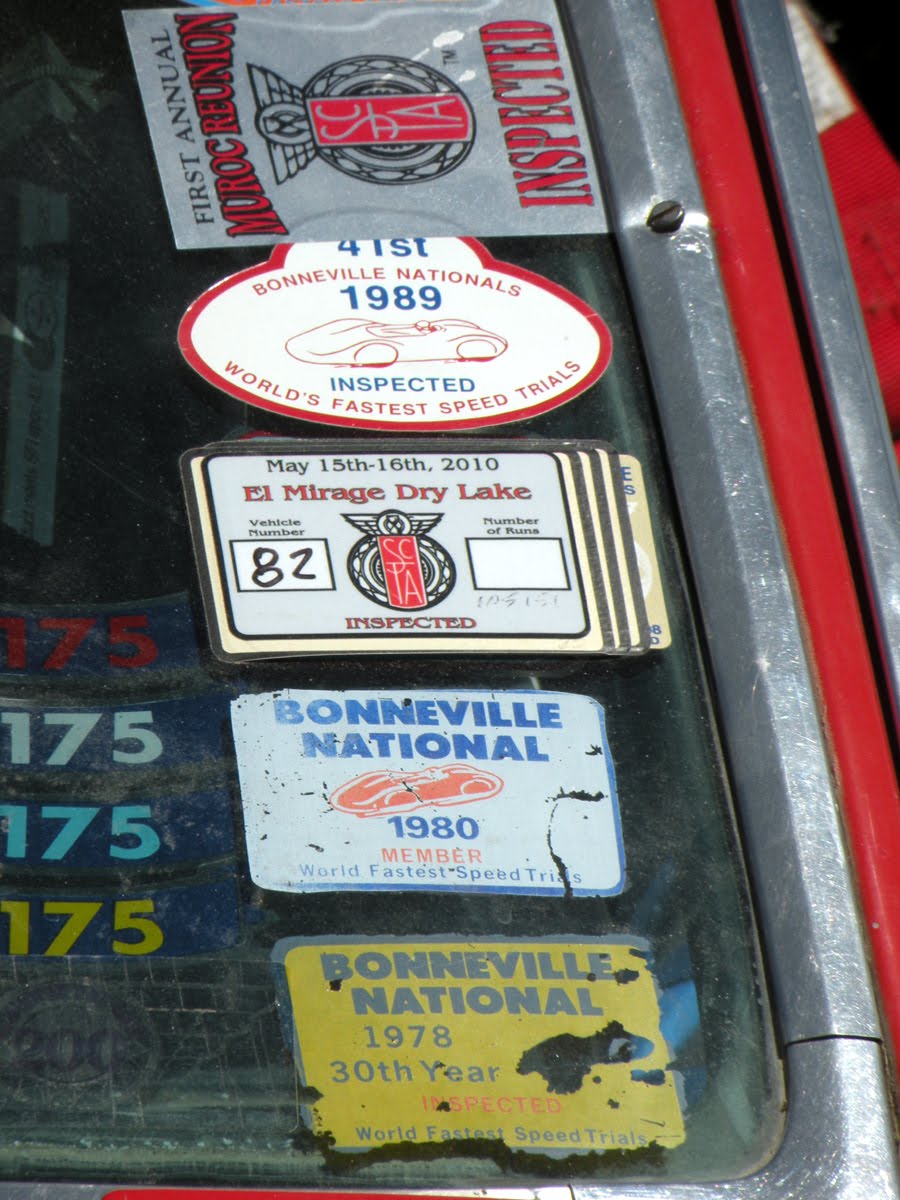 FIRST ANNUAL
MUROC REUNION
SCTA
TM
INSPECTED
41st
BONNEVILLE NATIONALS
1989
INSPECTED
WORLD'S FASTEST SPEED TRIALS
May 15th-16th, 2010
El Mirage Dry Lake
Vehicle
Number
82
SCTA
Number
of Runs
INSPECTED
E
S
175
175
175
175
BONNEVILLE
NATIONAL
1980
MEMBER
World Fastest Speed Trials
BONNEVILLE
NATIONAL
1978
30th Year
INSPECTED
World Fastest Speed Trials
200